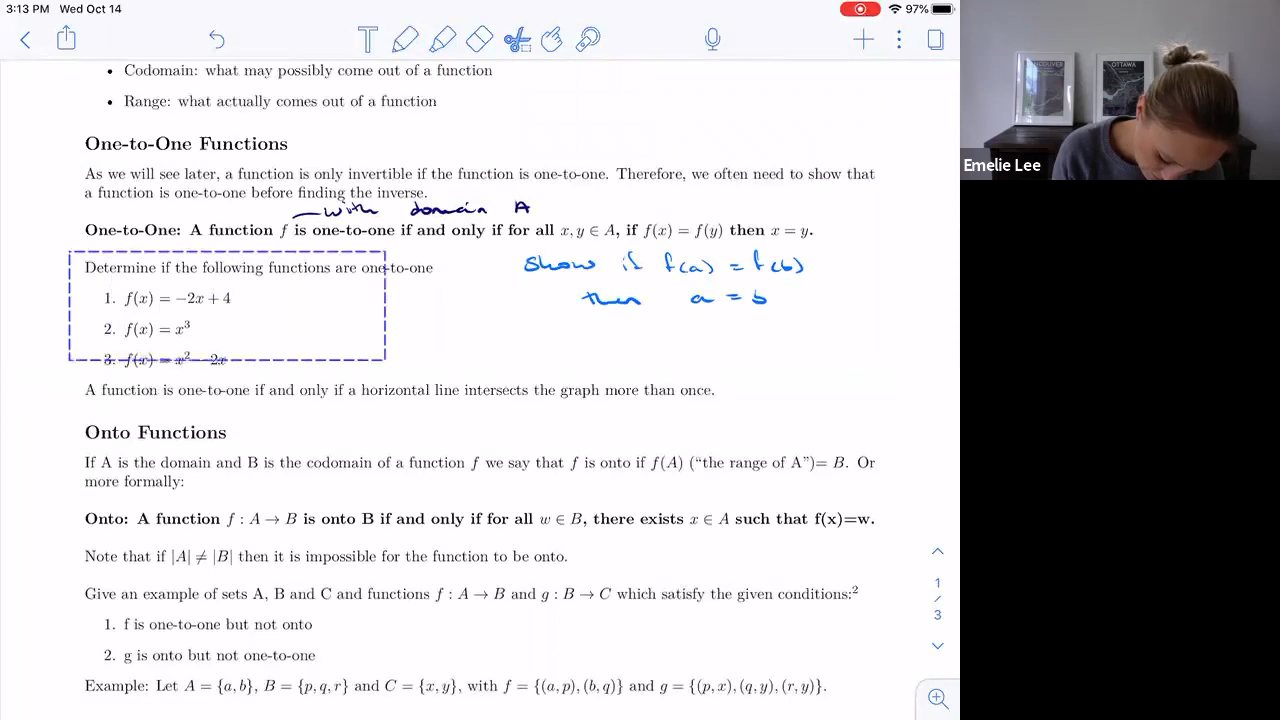 3:13 PM Wed Oct 14
97%
• Codomain: what may possibly come out of a function
• Range: what actually comes out of a function
VANCOUVER
OTTAWA
Emelie Lee
One-to-One Functions
As we will see later, a function is only invertible if the function is one-to-one. Therefore, we often need to show that
a function is one-to-one before finding the inverse.
with domain A
One-to-One: A function f is one-to-one if and only if for all x, y ∈ A, if f(x) = f(y) then x = y.
Determine if the following functions are one-to-one
show if f(a) = f(b)
then a = b
1. f(x) = −2x + 4
2. f(x) = x³
3. f(x) = x² − 2x
A function is one-to-one if and only if a horizontal line intersects the graph more than once.
Onto Functions
If A is the domain and B is the codomain of a function f we say that f is onto if f(A) (“the range of A”)= B. Or
more formally:
Onto: A function f : A → B is onto B if and only if for all w ∈ B, there exists x ∈ A such that f(x)=w.
Note that if |A| ≠ |B| then it is impossible for the function to be onto.
Give an example of sets A, B and C and functions f : A → B and g : B → C which satisfy the given conditions:²
1. f is one-to-one but not onto
2. g is onto but not one-to-one
Example: Let A = {a, b}, B = {p, q, r} and C = {x, y}, with f = {(a, p), (b, q)} and g = {(p, x), (q, y), (r, y)}.
1
/
3